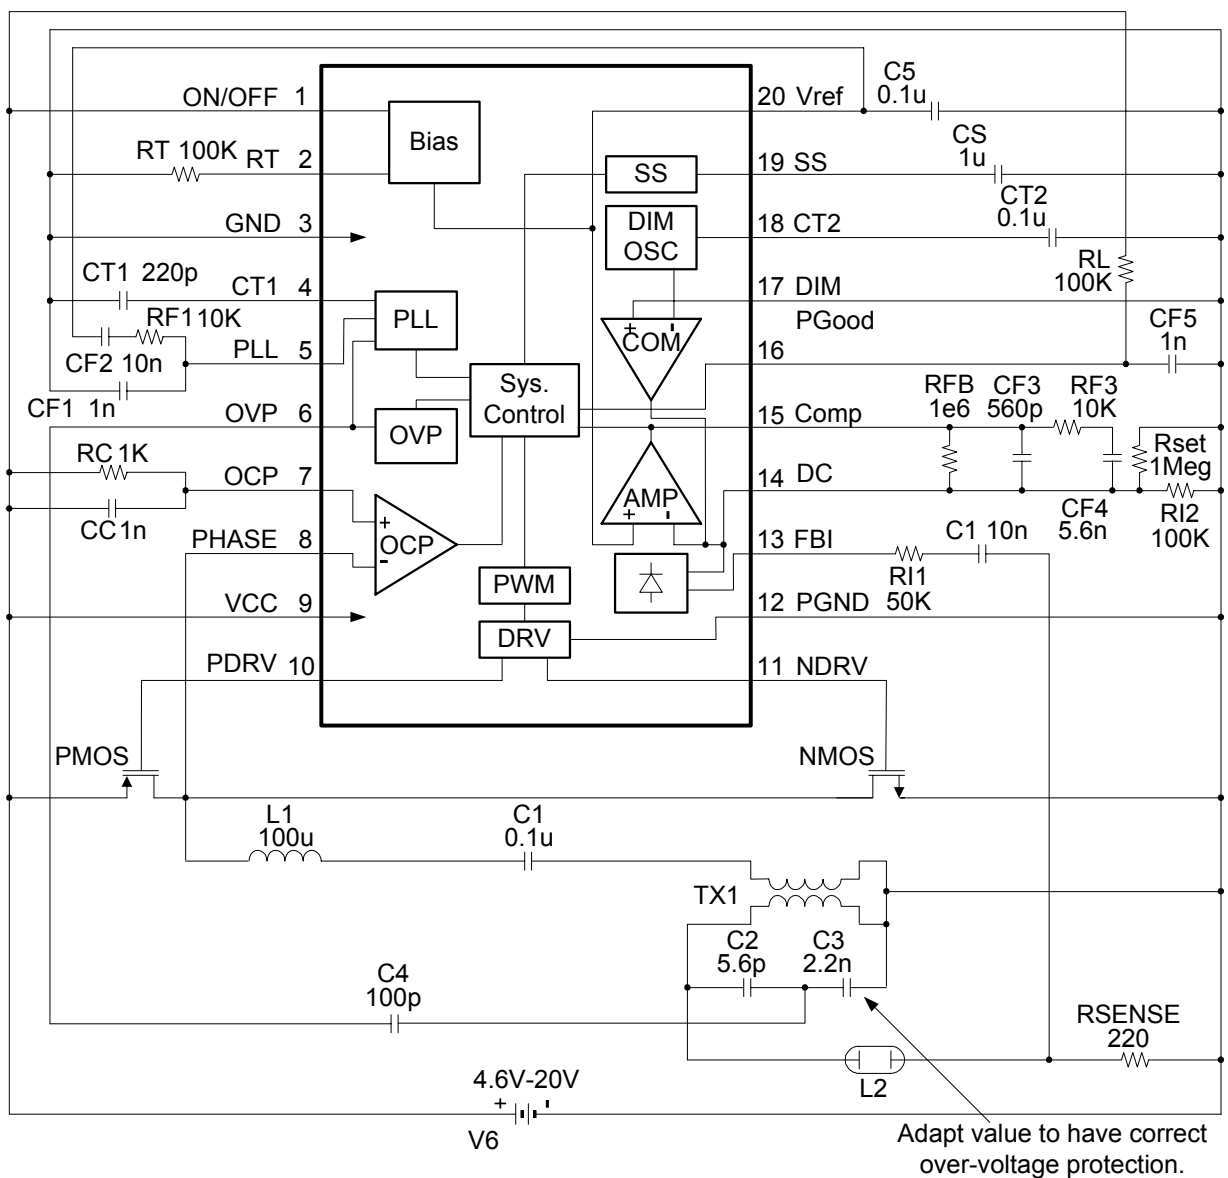 ON/OFF 1
RT 100K
RT 2
GND 3
CT1 220p
CT1 4
RF1 10K
CF2 10n
PLL 5
CF1 1n
OVP 6
RC 1K
OCP 7
CC 1n
PHASE 8
VCC 9
PDRV 10
Bias
PLL
OVP
Sys.
Control
+
OCP
-
PWM
DRV
SS
DIM
OSC
+ -
COM
AMP
+ -
20 Vref
C5
0.1u
CS
1u
19 SS
CT2
0.1u
18 CT2
RL
100K
17 DIM
PGood
CF5
1n
16
RFB
1e6
CF3
560p
RF3
10K
15 Comp
Rset
1Meg
14 DC
CF4
5.6n
RI2
100K
13 FBI
C1 10n
RI1
50K
12 PGND
11 NDRV
PMOS
NMOS
L1
100u
C1
0.1u
TX1
C2
5.6p
C3
2.2n
C4
100p
RSENSE
220
L2
4.6V-20V
+ -
V6
Adapt value to have correct
over-voltage protection.